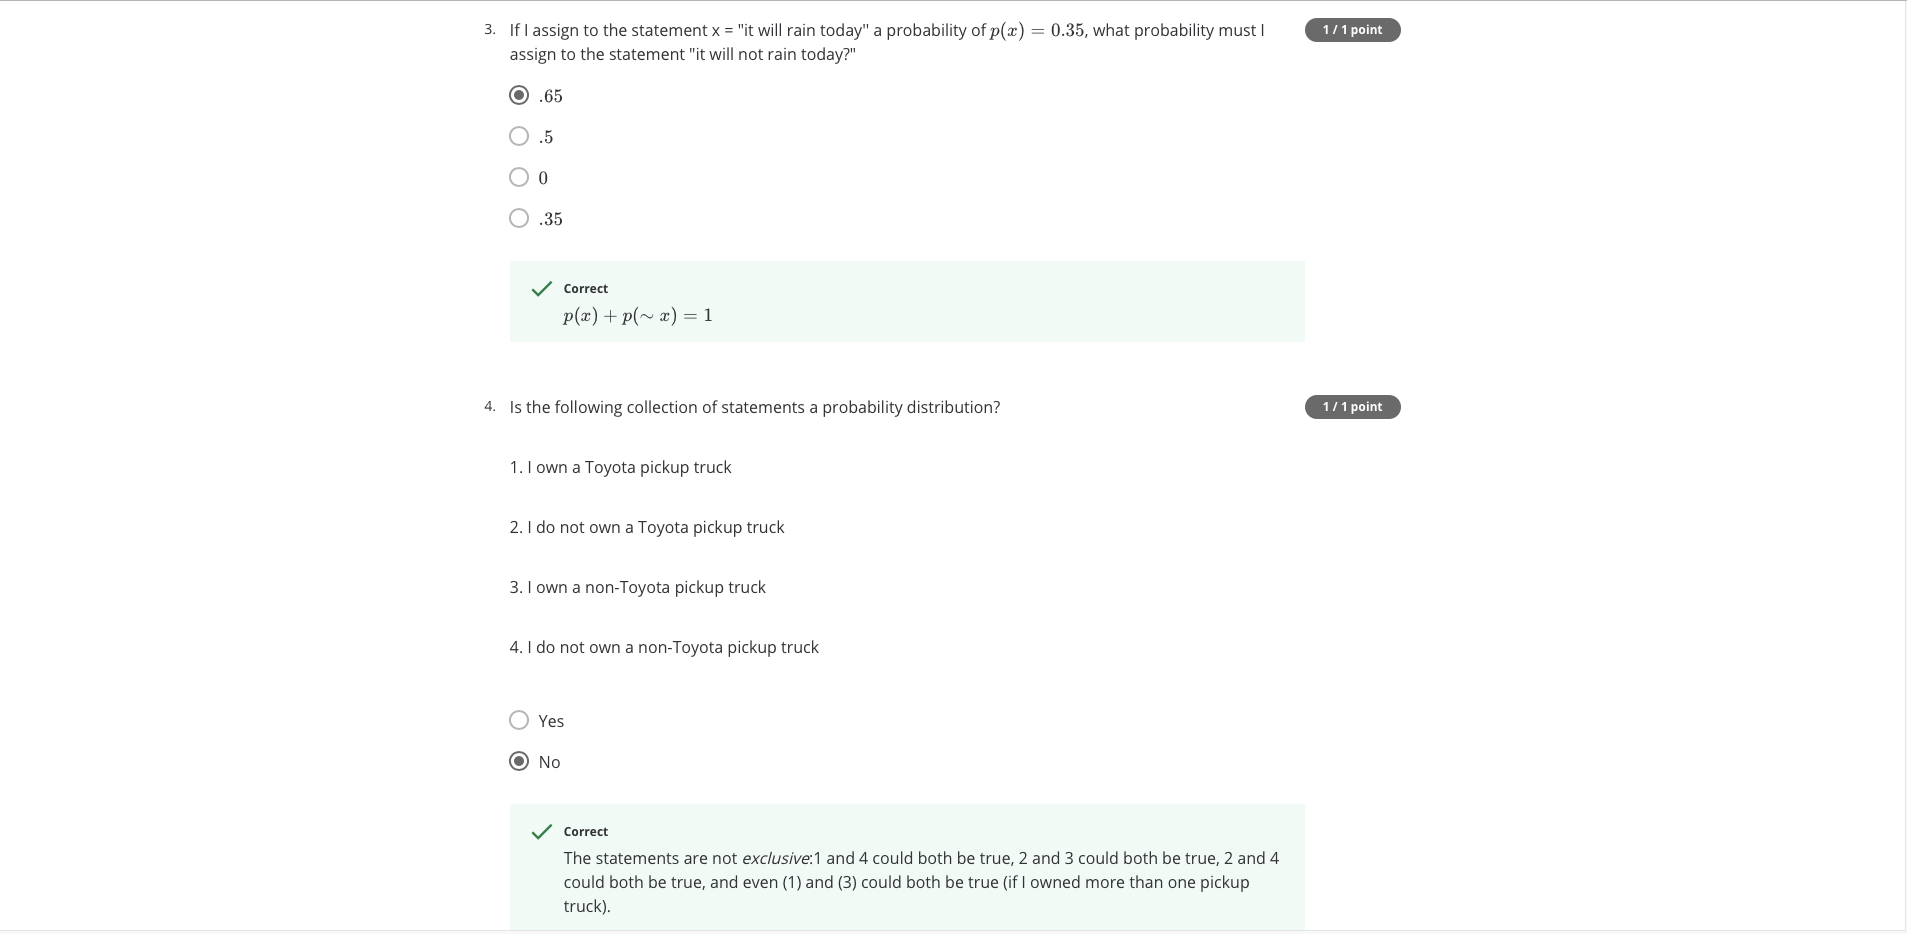 3. If I assign to the statement x = "it will rain today" a probability of p(x) = 0.35, what probability must I
assign to the statement "it will not rain today?"
1 / 1 point
.65
.5
0
.35
Correct
p(x) + p(∼ x) = 1
4. Is the following collection of statements a probability distribution?
1 / 1 point
1. I own a Toyota pickup truck
2. I do not own a Toyota pickup truck
3. I own a non-Toyota pickup truck
4. I do not own a non-Toyota pickup truck
Yes
No
Correct
The statements are not exclusive:1 and 4 could both be true, 2 and 3 could both be true, 2 and 4
could both be true, and even (1) and (3) could both be true (if I owned more than one pickup
truck).